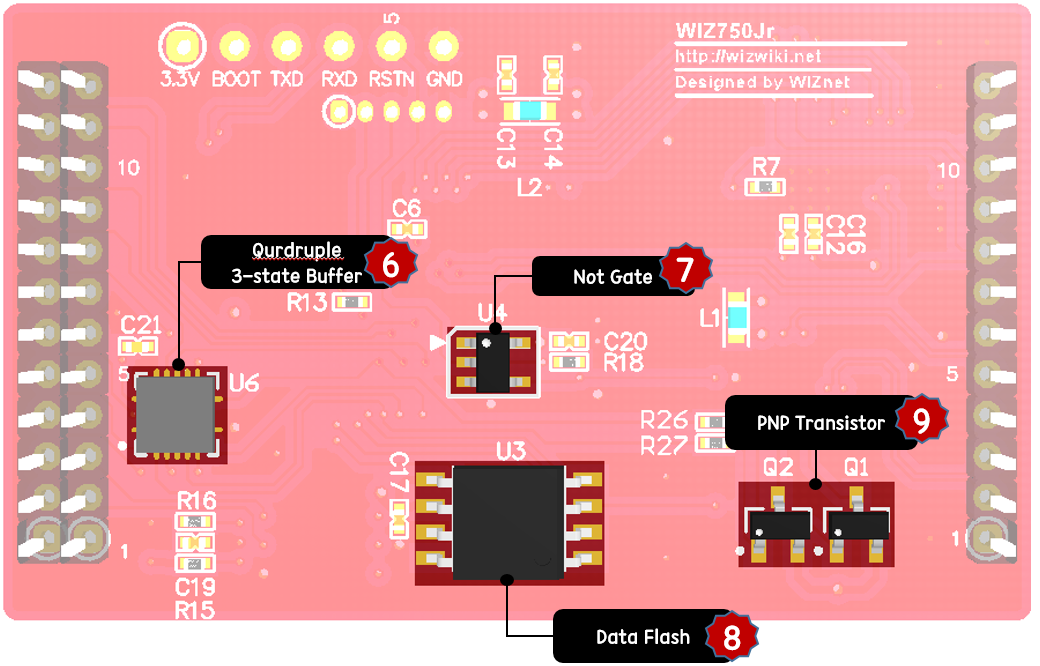 5
WIZ750Jr
http://wizwiki.net
Designed by WIZnet
3.3V BOOT TXD RXD RSTN GND
C13
C14
L2
10
10
R7
C6
C12
C16
Qurdruple
3-state Buffer
6
Not Gate
7
R13
U4
L1
C21
C20
R18
5
U6
5
PNP Transistor
9
R26
R27
Q2
Q1
U3
C17
R16
1
1
C19
R15
Data Flash
8